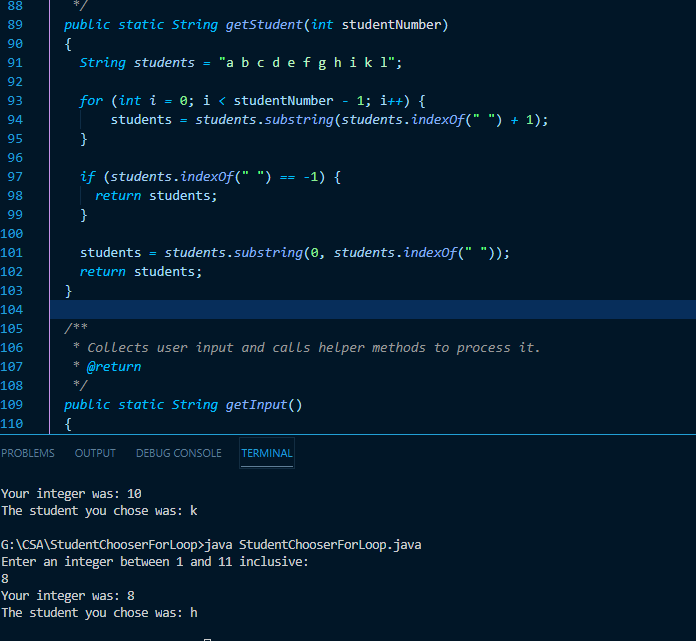 88 */
89 public static String getStudent(int studentNumber)
90 {
91 String students = "a b c d e f g h i k l";
92
93 for (int i = 0; i < studentNumber - 1; i++) {
94 students = students.substring(students.indexOf(" ") + 1);
95 }
96
97 if (students.indexOf(" ") == -1) {
98 return students;
99 }
100
101 students = students.substring(0, students.indexOf(" "));
102 return students;
103 }
104
105 /**
106 * Collects user input and calls helper methods to process it.
107 * @return
108 */
109 public static String getInput()
110 {
PROBLEMS OUTPUT DEBUG CONSOLE TERMINAL
Your integer was: 10
The student you chose was: k
G:\CSA\StudentChooserForLoop>java StudentChooserForLoop.java
Enter an integer between 1 and 11 inclusive:
8
Your integer was: 8
The student you chose was: h